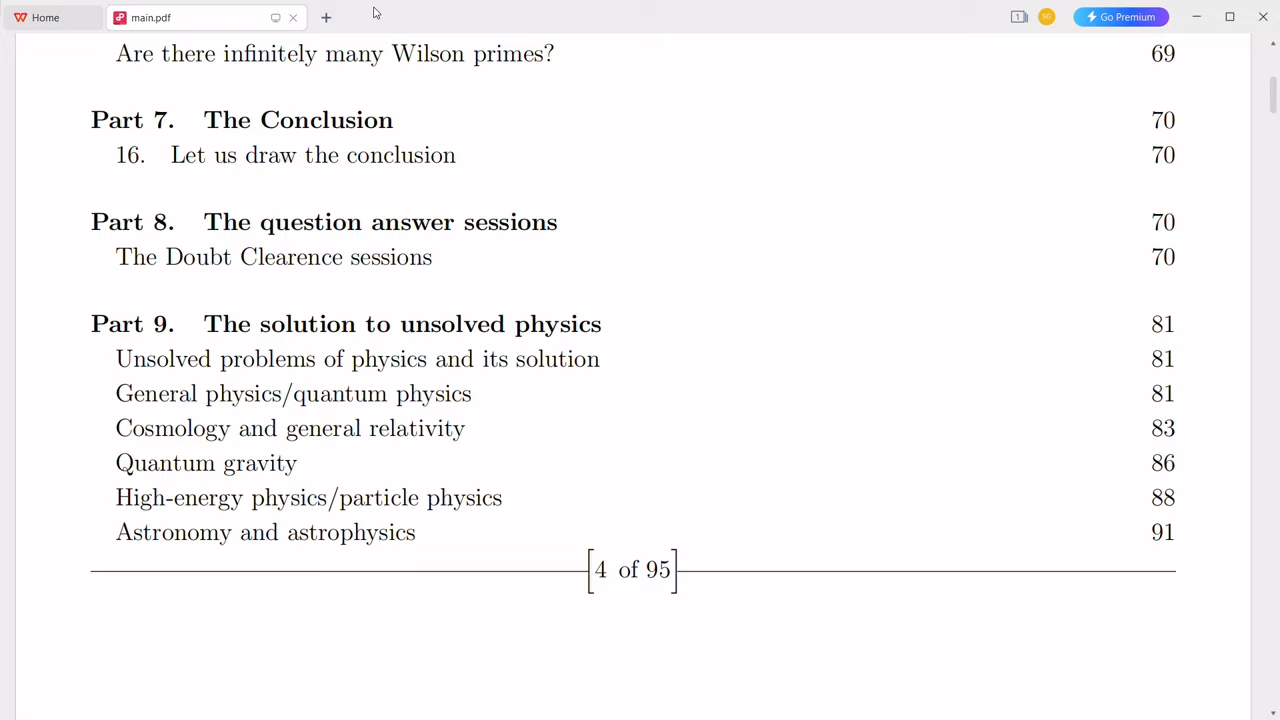 Home main.pdf 1 SG Go Premium
Are there infinitely many Wilson primes? 69
Part 7. The Conclusion 70
16. Let us draw the conclusion 70
Part 8. The question answer sessions 70
The Doubt Clearence sessions 70
Part 9. The solution to unsolved physics 81
Unsolved problems of physics and its solution 81
General physics/quantum physics 81
Cosmology and general relativity 83
Quantum gravity 86
High-energy physics/particle physics 88
Astronomy and astrophysics 91
[4 of 95]